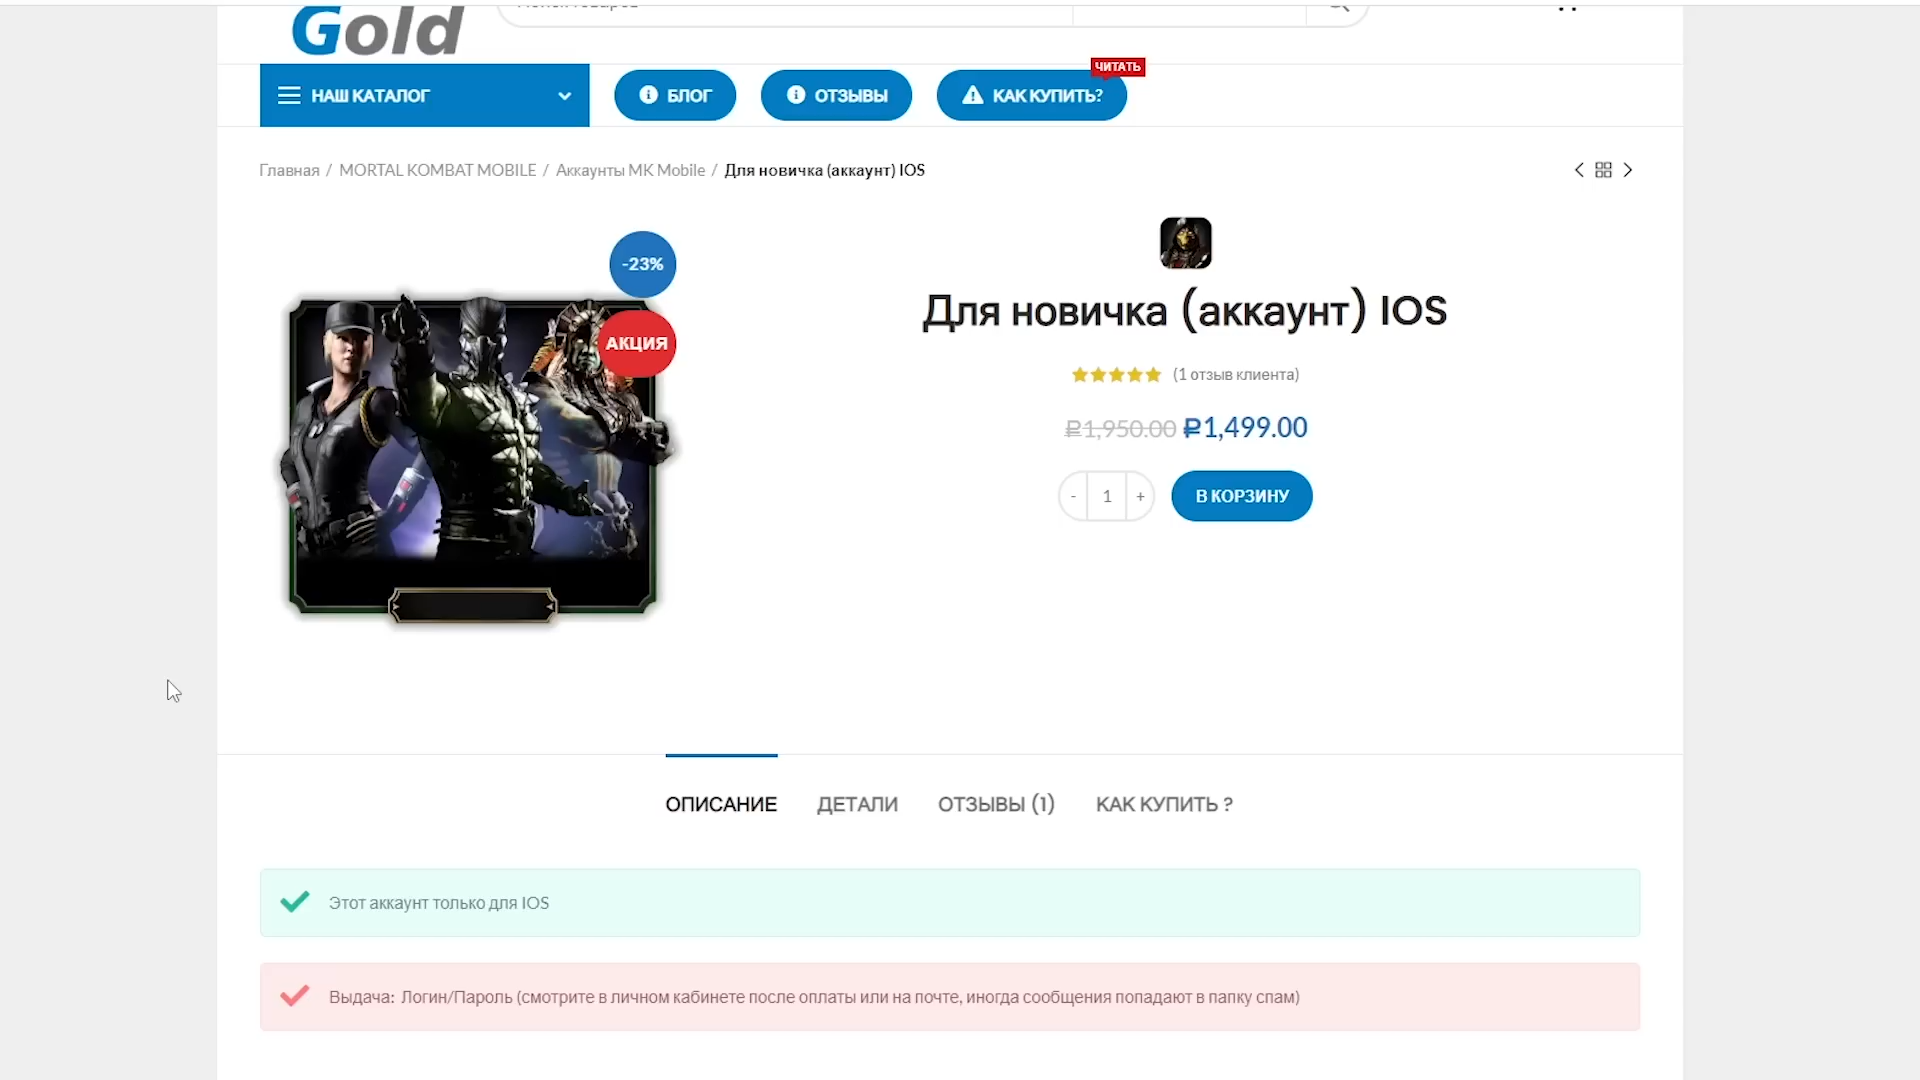 Gold
ЧИТАТЬ
НАШ КАТАЛОГ
БЛОГ
ОТЗЫВЫ
КАК КУПИТЬ?
Главная / MORTAL KOMBAT MOBILE / Аккаунты MK Mobile / Для новичка (аккаунт) IOS
-23%
АКЦИЯ
Для новичка (аккаунт) IOS
(1 отзыв клиента)
₽1,950.00 ₽1,499.00
- 1 +
В КОРЗИНУ
ОПИСАНИЕ
ДЕТАЛИ
ОТЗЫВЫ (1)
КАК КУПИТЬ ?
Этот аккаунт только для IOS
Выдача: Логин/Пароль (смотрите в личном кабинете после оплаты или на почте, иногда сообщения попадают в папку спам)